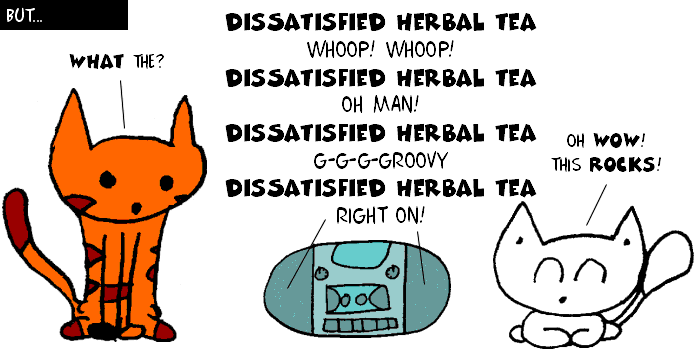 BUT...
WHAT THE?
DISSATISFIED HERBAL TEA
WHOOP! WHOOP!
DISSATISFIED HERBAL TEA
OH MAN!
DISSATISFIED HERBAL TEA
G-G-G-GROOVY
DISSATISFIED HERBAL TEA
RIGHT ON!
OH WOW!
THIS ROCKS!